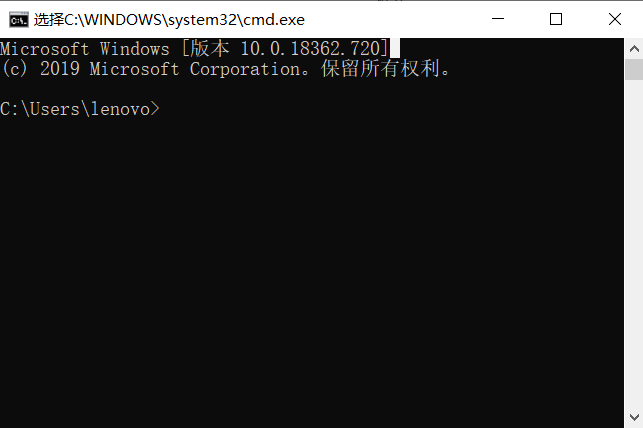 选择C:\WINDOWS\system32\cmd.exe
Microsoft Windows [版本 10.0.18362.720]
(c) 2019 Microsoft Corporation。保留所有权利。
C:\Users\lenovo>